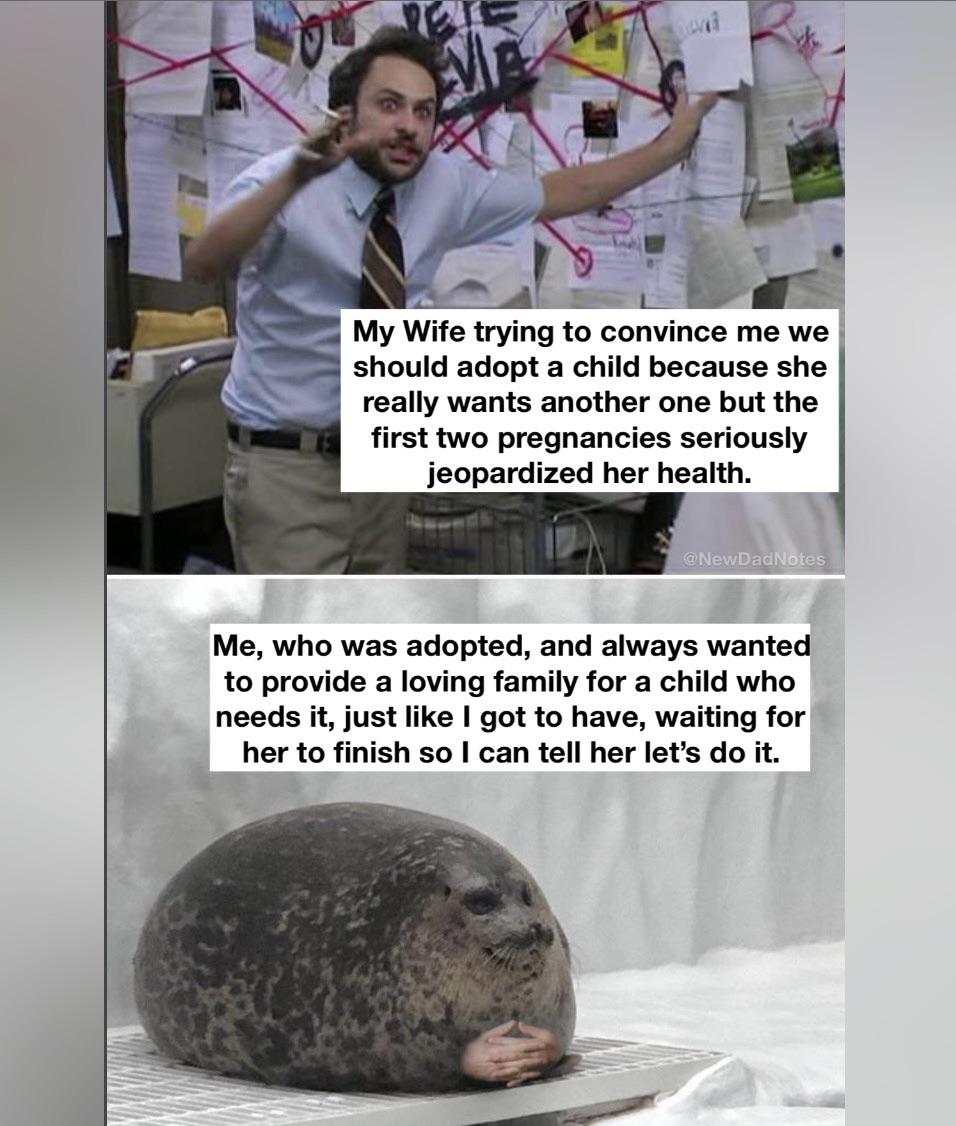 PEPE
SILVIA
My Wife trying to convince me we
should adopt a child because she
really wants another one but the
first two pregnancies seriously
jeopardized her health.
@NewDadNotes
Me, who was adopted, and always wanted
to provide a loving family for a child who
needs it, just like I got to have, waiting for
her to finish so I can tell her let’s do it.